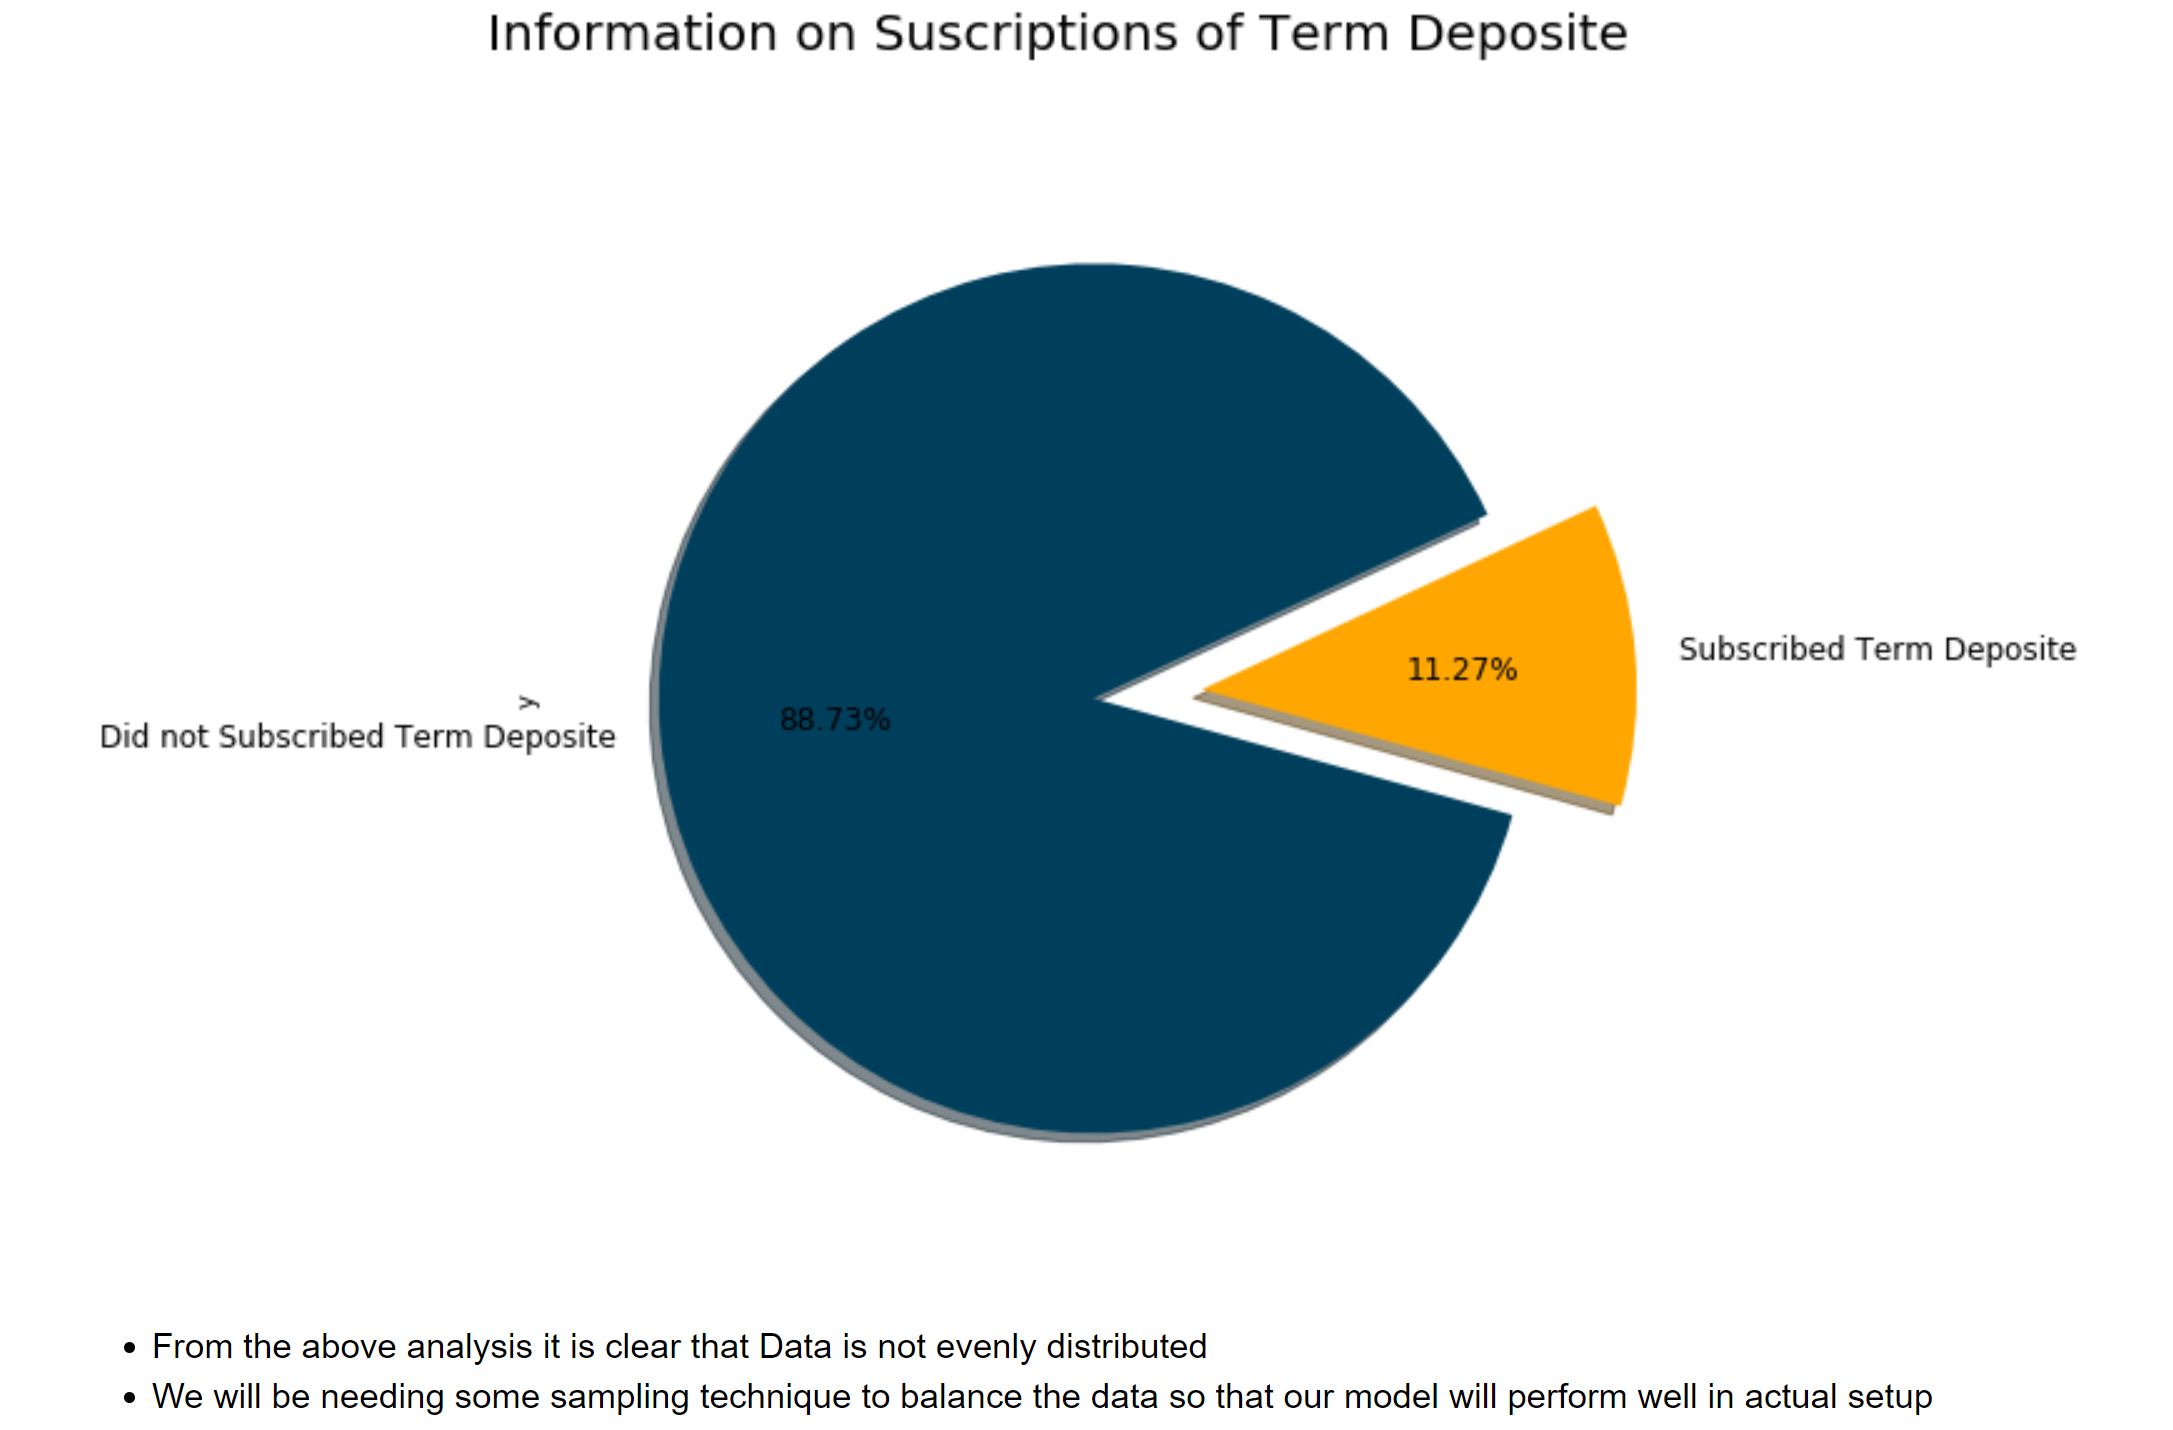 Information on Suscriptions of Term Deposite
Subscribed Term Deposite
11.27%
y
88.73%
Did not Subscribed Term Deposite
• From the above analysis it is clear that Data is not evenly distributed
• We will be needing some sampling technique to balance the data so that our model will perform well in actual setup